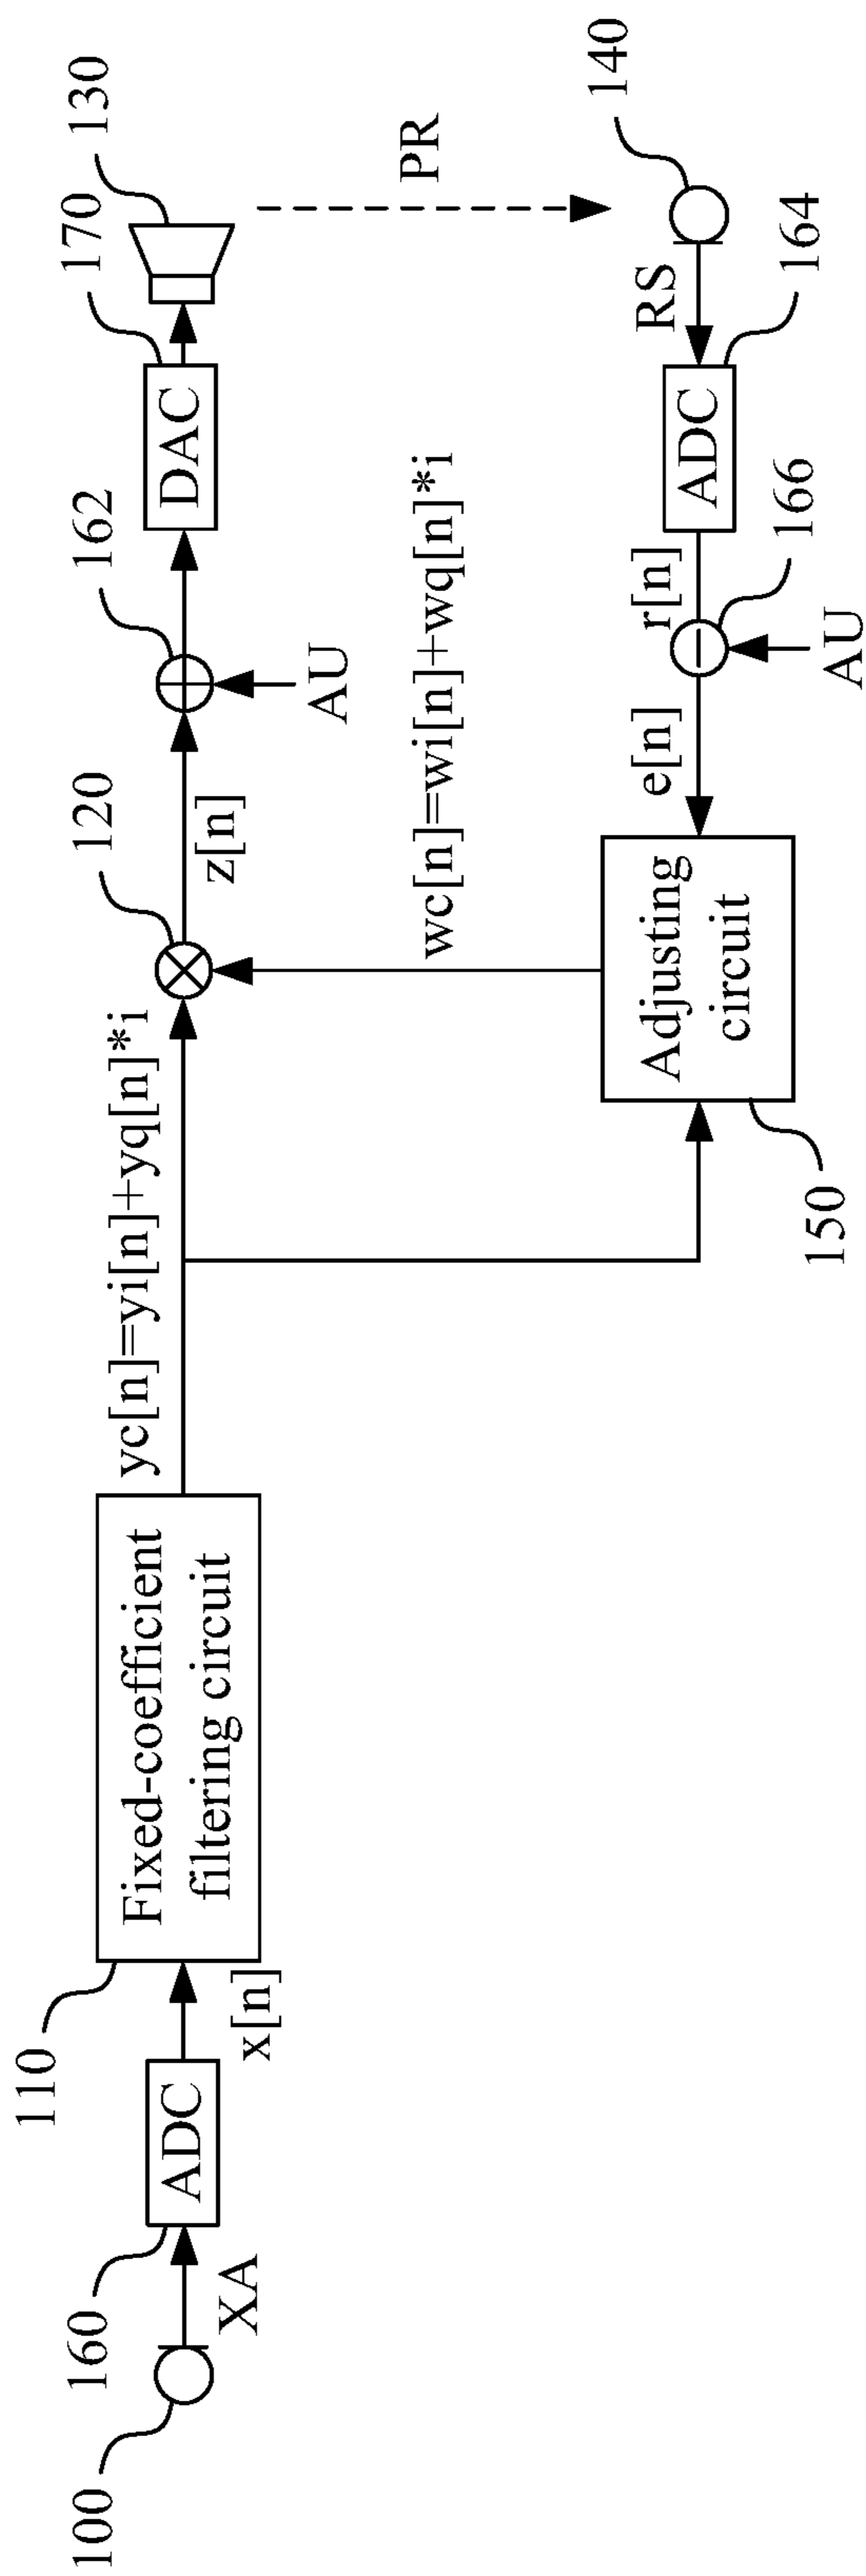 100
160
XA
ADC
110
x[n]
Fixed-coefficient
filtering circuit
yc[n]=yi[n]+yq[n]*i
120
z[n]
162
AU
DAC
170
130
PR
wc[n]=wi[n]+wq[n]*i
150
Adjusting
circuit
e[n]
166
AU
r[n]
ADC
164
RS
140